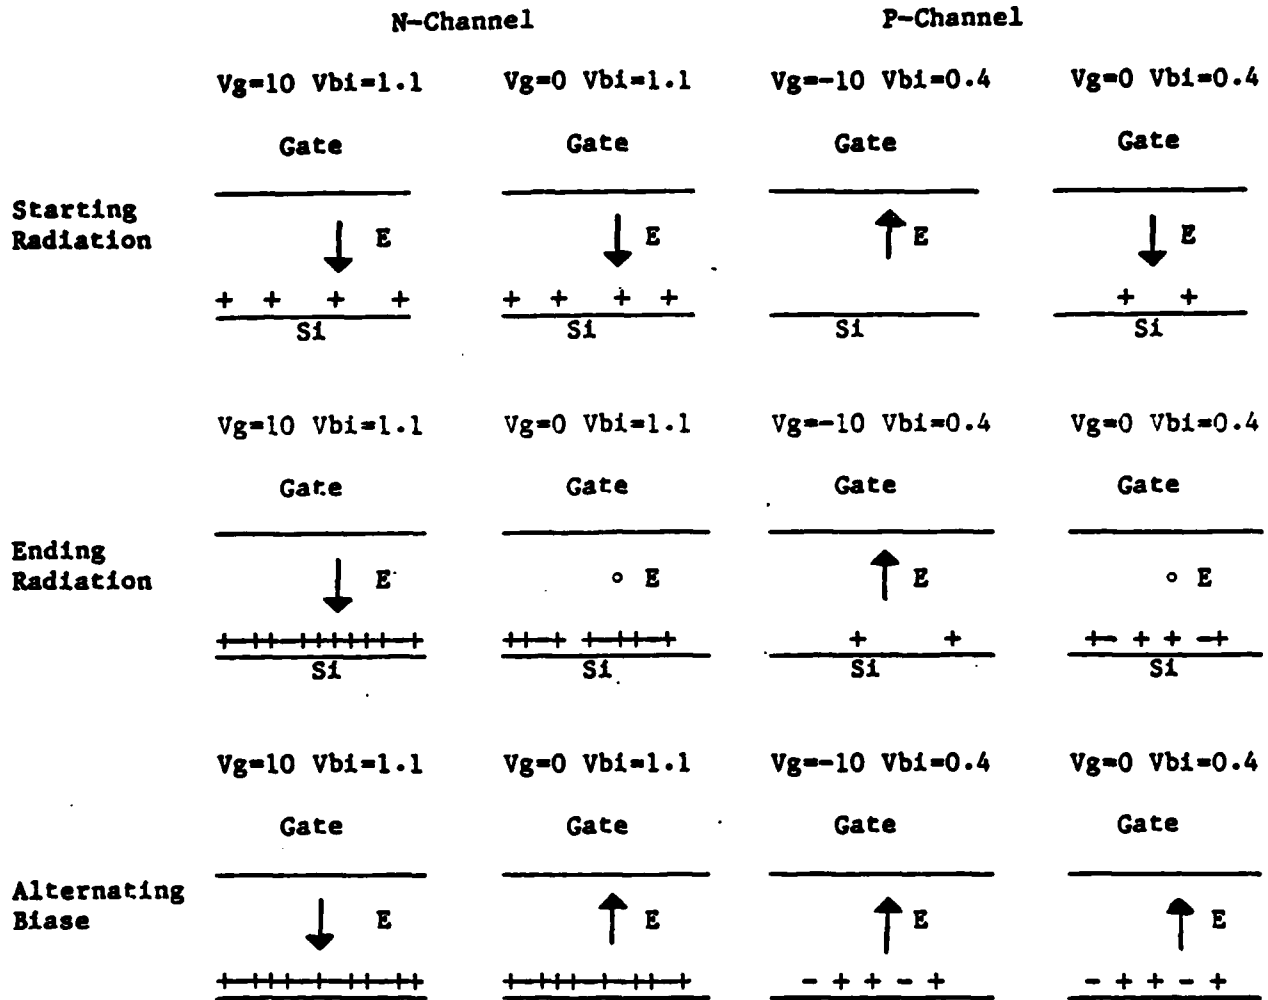 N-Channel P-Channel
Vg=10 Vbi=1.1 Vg=0 Vbi=1.1 Vg=-10 Vbi=0.4 Vg=0 Vbi=0.4
Gate Gate Gate Gate
Starting
Radiation
E E E E
+ + + + + + + + + +
Si Si Si Si
Vg=10 Vbi=1.1 Vg=0 Vbi=1.1 Vg=-10 Vbi=0.4 Vg=0 Vbi=0.4
Gate Gate Gate Gate
Ending
Radiation
E E E E
Si Si Si Si
Vg=10 Vbi=1.1 Vg=0 Vbi=1.1 Vg=-10 Vbi=0.4 Vg=0 Vbi=0.4
Gate Gate Gate Gate
Alternating
Biase
E E E E
- + + - + - + + - +